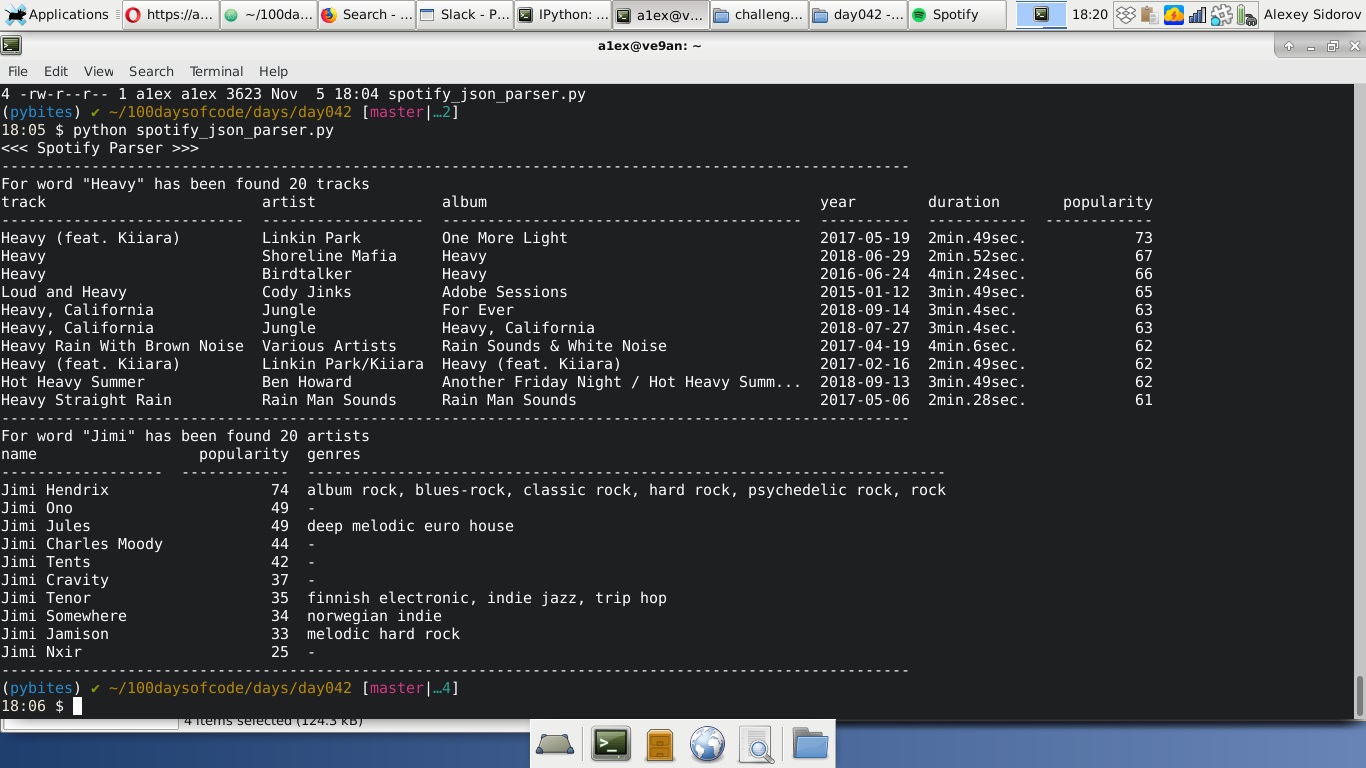 Applications https://a... ~/100da... Search - ... Slack - P... IPython: ... a1ex@v... challeng... day042 -... Spotify 18:20 Alexey Sidorov
a1ex@ve9an: ~
File Edit View Search Terminal Help
4 -rw-r--r-- 1 a1ex a1ex 3623 Nov  5 18:04 spotify_json_parser.py
(pybites) ✔ ~/100daysofcode/days/day042 [master|…2]
18:05 $ python spotify_json_parser.py
<<< Spotify Parser >>>
-----------------------------------------------------------------------------------------------------
For word "Heavy" has been found 20 tracks
track                        artist              album                                     year        duration       popularity
---------------------------  ------------------  ----------------------------------------  ----------  -----------  ------------
Heavy (feat. Kiiara)         Linkin Park         One More Light                            2017-05-19  2min.49sec.            73
Heavy                        Shoreline Mafia     Heavy                                     2018-06-29  2min.52sec.            67
Heavy                        Birdtalker          Heavy                                     2016-06-24  4min.24sec.            66
Loud and Heavy               Cody Jinks          Adobe Sessions                            2015-01-12  3min.49sec.            65
Heavy, California            Jungle              For Ever                                  2018-09-14  3min.4sec.             63
Heavy, California            Jungle              Heavy, California                         2018-07-27  3min.4sec.             63
Heavy Rain With Brown Noise  Various Artists     Rain Sounds & White Noise                 2017-04-19  4min.6sec.             62
Heavy (feat. Kiiara)         Linkin Park/Kiiara  Heavy (feat. Kiiara)                      2017-02-16  2min.49sec.            62
Hot Heavy Summer             Ben Howard          Another Friday Night / Hot Heavy Summ...  2018-09-13  3min.49sec.            62
Heavy Straight Rain          Rain Man Sounds     Rain Man Sounds                           2017-05-06  2min.28sec.            61
-----------------------------------------------------------------------------------------------------
For word "Jimi" has been found 20 artists
name                  popularity  genres
------------------  ------------  -----------------------------------------------------------------------
Jimi Hendrix                  74  album rock, blues-rock, classic rock, hard rock, psychedelic rock, rock
Jimi Ono                      49  -
Jimi Jules                    49  deep melodic euro house
Jimi Charles Moody            44  -
Jimi Tents                    42  -
Jimi Cravity                  37  -
Jimi Tenor                    35  finnish electronic, indie jazz, trip hop
Jimi Somewhere                34  norwegian indie
Jimi Jamison                  33  melodic hard rock
Jimi Nxir                     25  -
-----------------------------------------------------------------------------------------------------
(pybites) ✔ ~/100daysofcode/days/day042 [master|…4]
18:06 $
4 items selected (124.3 kB)